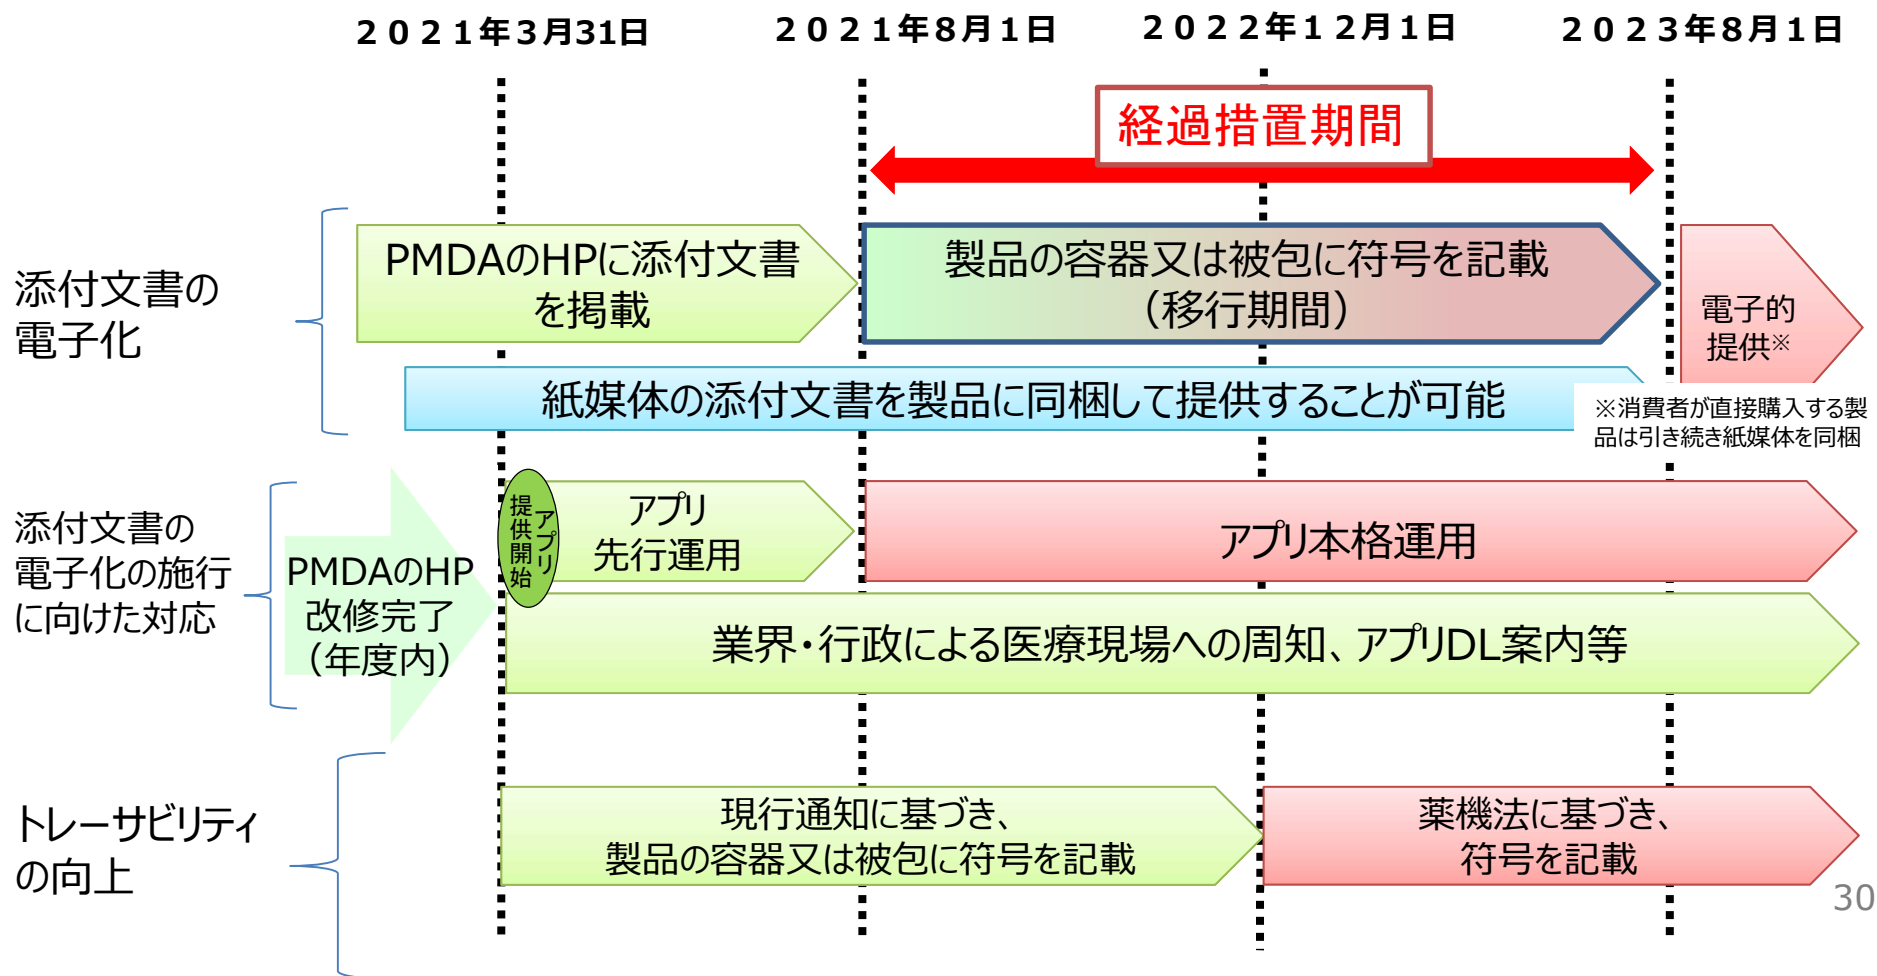 ２０２１年３月31日
２０２１年８月１日
２０２２年１２月１日
２０２３年８月１日
経過措置期間
添付文書の
電子化
PMDAのHPに添付文書
を掲載
製品の容器又は被包に符号を記載
（移行期間）
電子的
提供※
紙媒体の添付文書を製品に同梱して提供することが可能
※消費者が直接購入する製
品は引き続き紙媒体を同梱
添付文書の
電子化の施行
に向けた対応
PMDAのHP
改修完了
（年度内）
アプリ
提供開始
アプリ
先行運用
アプリ本格運用
業界・行政による医療現場への周知、アプリDL案内等
トレーサビリティ
の向上
現行通知に基づき、
製品の容器又は被包に符号を記載
薬機法に基づき、
符号を記載
30